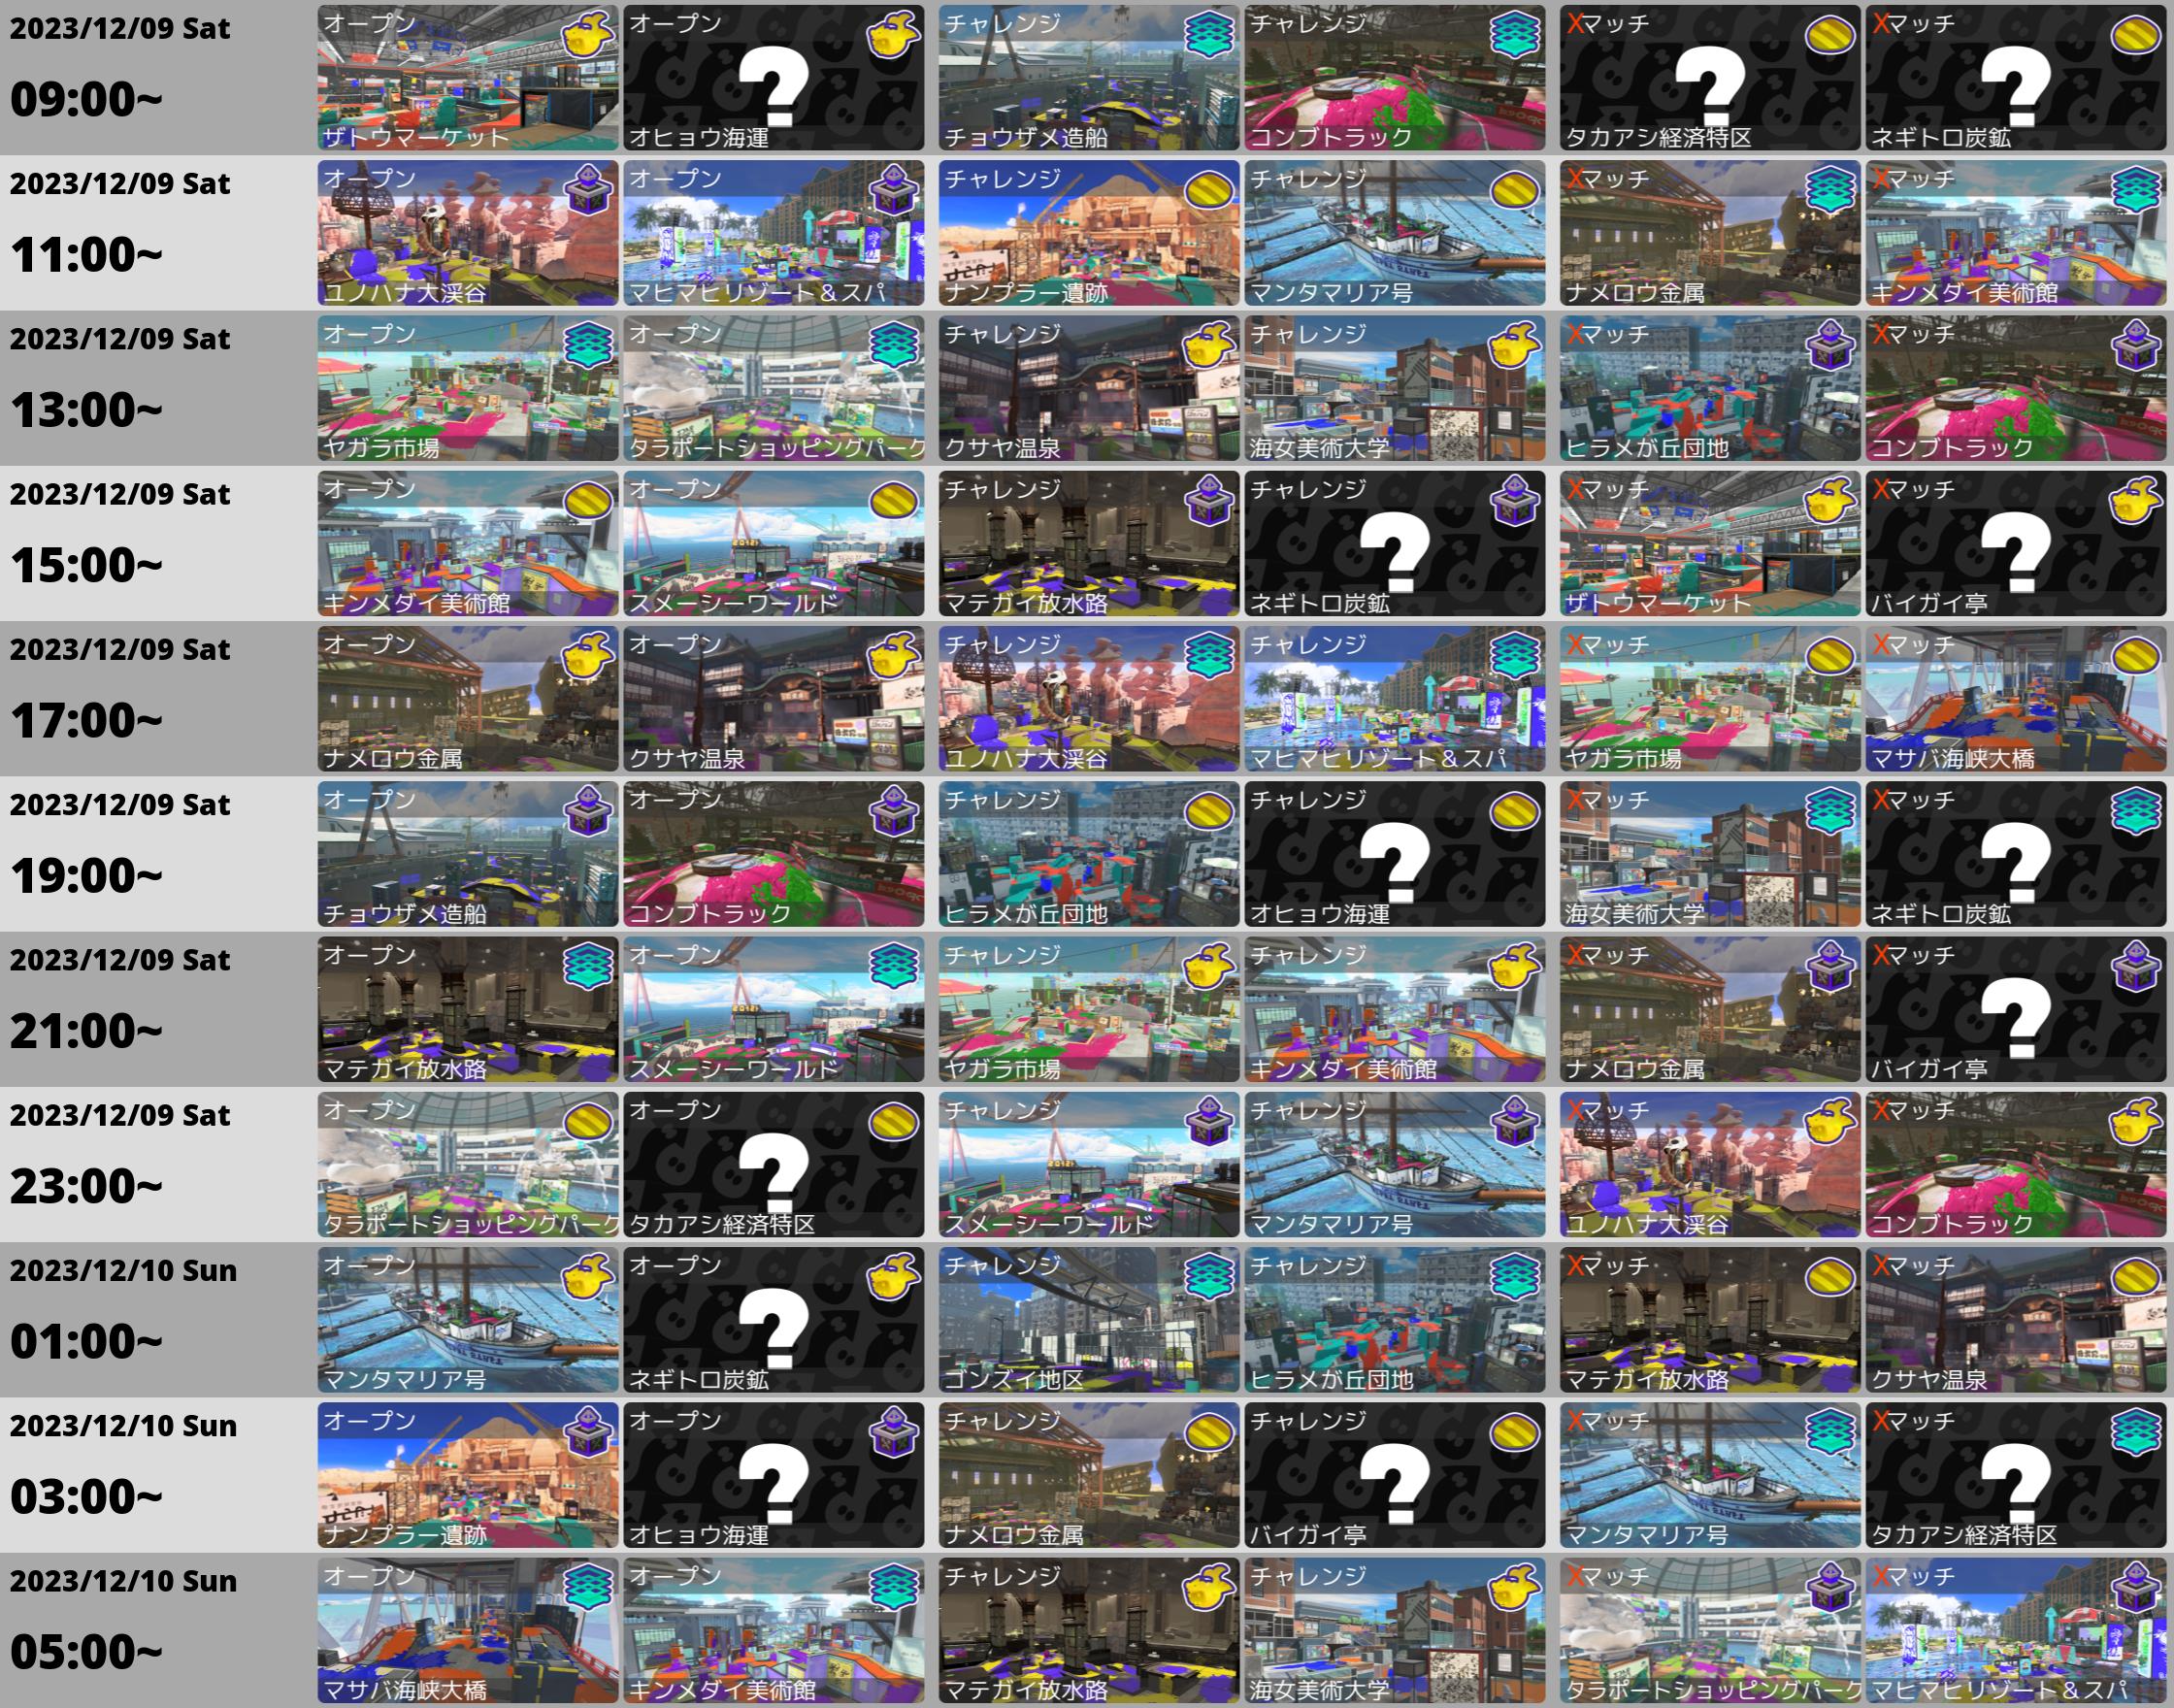 2023/12/09 Sat
09:00~
オープン
ザトウマーケット
オープン
オヒョウ海運
チャレンジ
チョウザメ造船
チャレンジ
コンブトラック
Xマッチ
タカアシ経済特区
Xマッチ
ネギトロ炭鉱
2023/12/09 Sat
11:00~
オープン
ユノハナ大渓谷
オープン
マヒマヒリゾート＆スパ
チャレンジ
ナンプラー遺跡
チャレンジ
マンタマリア号
Xマッチ
ナメロウ金属
Xマッチ
キンメダイ美術館
2023/12/09 Sat
13:00~
オープン
ヤガラ市場
オープン
タラポートショッピングパーク
チャレンジ
クサヤ温泉
チャレンジ
海女美術大学
Xマッチ
ヒラメが丘団地
Xマッチ
コンブトラック
2023/12/09 Sat
15:00~
オープン
キンメダイ美術館
オープン
スメーシーワールド
チャレンジ
マテガイ放水路
チャレンジ
ネギトロ炭鉱
Xマッチ
ザトウマーケット
Xマッチ
バイガイ亭
2023/12/09 Sat
17:00~
オープン
ナメロウ金属
オープン
クサヤ温泉
チャレンジ
ユノハナ大渓谷
チャレンジ
マヒマヒリゾート＆スパ
Xマッチ
ヤガラ市場
Xマッチ
マサバ海峡大橋
2023/12/09 Sat
19:00~
オープン
チョウザメ造船
オープン
コンブトラック
チャレンジ
ヒラメが丘団地
チャレンジ
オヒョウ海運
Xマッチ
海女美術大学
Xマッチ
ネギトロ炭鉱
2023/12/09 Sat
21:00~
オープン
マテガイ放水路
オープン
スメーシーワールド
チャレンジ
ヤガラ市場
チャレンジ
キンメダイ美術館
Xマッチ
ナメロウ金属
Xマッチ
バイガイ亭
2023/12/09 Sat
23:00~
オープン
タラポートショッピングパーク
オープン
タカアシ経済特区
チャレンジ
スメーシーワールド
チャレンジ
マンタマリア号
Xマッチ
ユノハナ大渓谷
Xマッチ
コンブトラック
2023/12/10 Sun
01:00~
オープン
マンタマリア号
オープン
ネギトロ炭鉱
チャレンジ
ゴンズイ地区
チャレンジ
ヒラメが丘団地
Xマッチ
マテガイ放水路
Xマッチ
クサヤ温泉
2023/12/10 Sun
03:00~
オープン
ナンプラー遺跡
オープン
オヒョウ海運
チャレンジ
ナメロウ金属
チャレンジ
バイガイ亭
Xマッチ
マンタマリア号
Xマッチ
タカアシ経済特区
2023/12/10 Sun
05:00~
オープン
マサバ海峡大橋
オープン
キンメダイ美術館
チャレンジ
マテガイ放水路
チャレンジ
海女美術大学
Xマッチ
タラポートショッピングパーク
Xマッチ
マヒマヒリゾート＆スパ